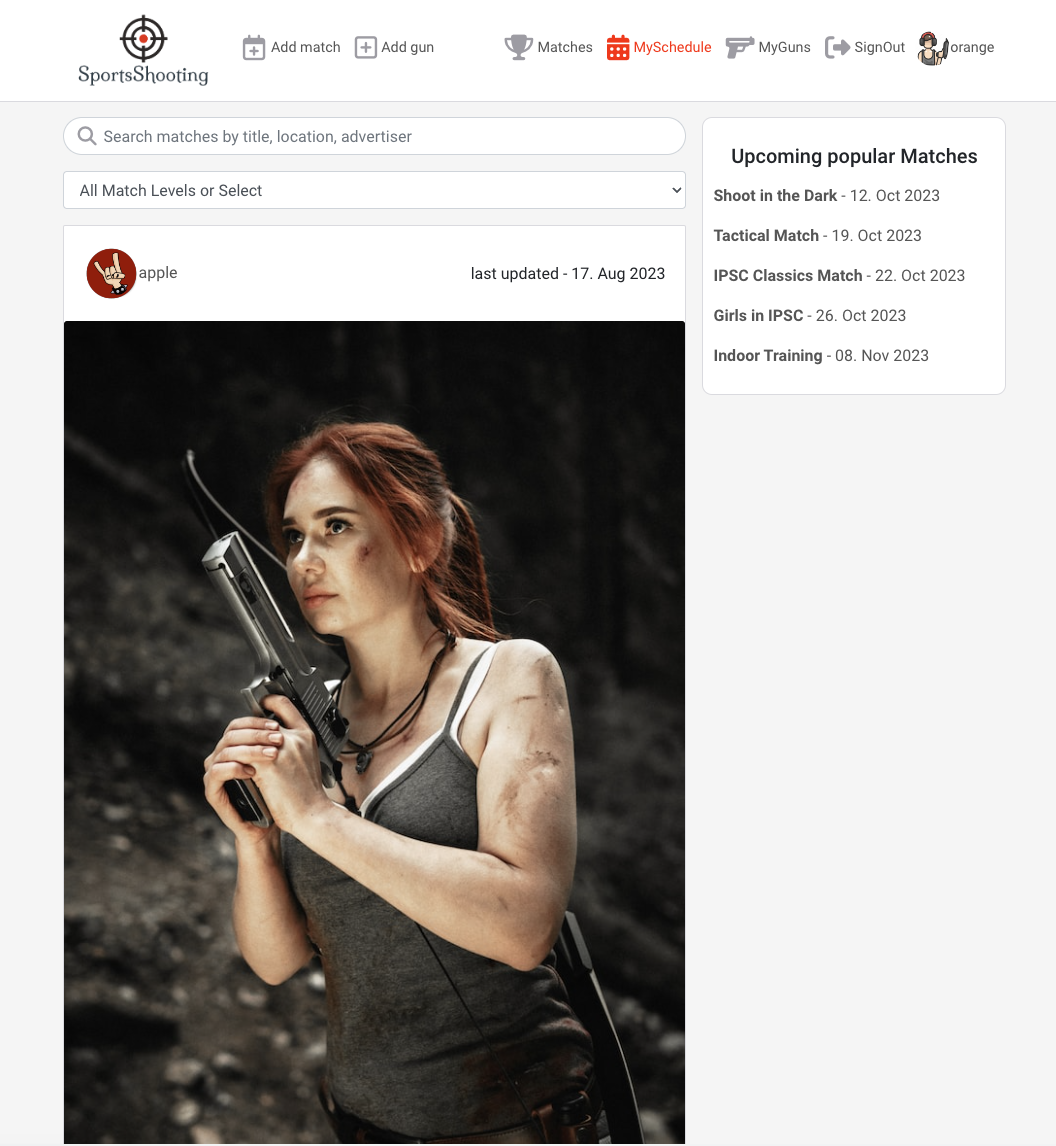 SportsShooting
Add match
Add gun
Matches
MySchedule
MyGuns
SignOut
orange
Search matches by title, location, advertiser
All Match Levels or Select
apple
last updated - 17. Aug 2023
Upcoming popular Matches
Shoot in the Dark - 12. Oct 2023
Tactical Match - 19. Oct 2023
IPSC Classics Match - 22. Oct 2023
Girls in IPSC - 26. Oct 2023
Indoor Training - 08. Nov 2023